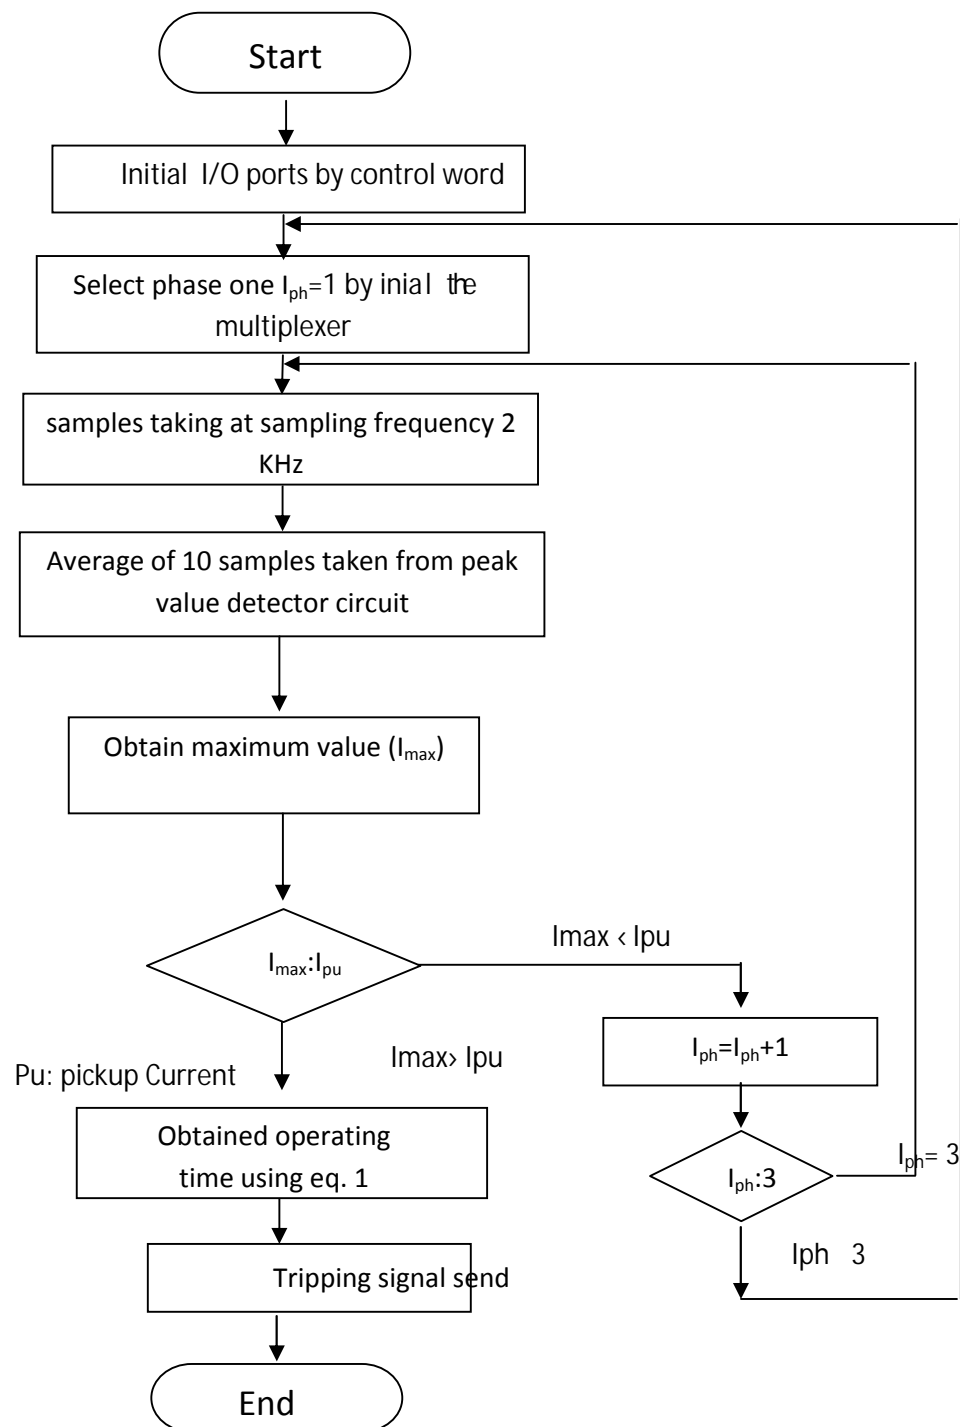 Start
Initial I/O ports by control word
Select phase one Iph=1 by inial the
multiplexer
samples taking at sampling frequency 2
KHz
Average of 10 samples taken from peak
value detector circuit
Obtain maximum value (Imax)
Imax:Ipu
Imax < Ipu
Iph=Iph+1
Imax> Ipu
Pu: pickup Current
Obtained operating
time using eq. 1
Iph:3
Iph= 3
Iph 3
Tripping signal send
End